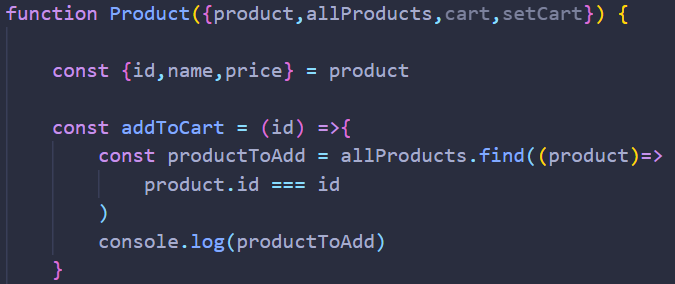 function Product({product,allProducts,cart,setCart}) {
const {id,name,price} = product
const addToCart = (id) =>{
const productToAdd = allProducts.find((product)=>
product.id === id
)
console.log(productToAdd)
}